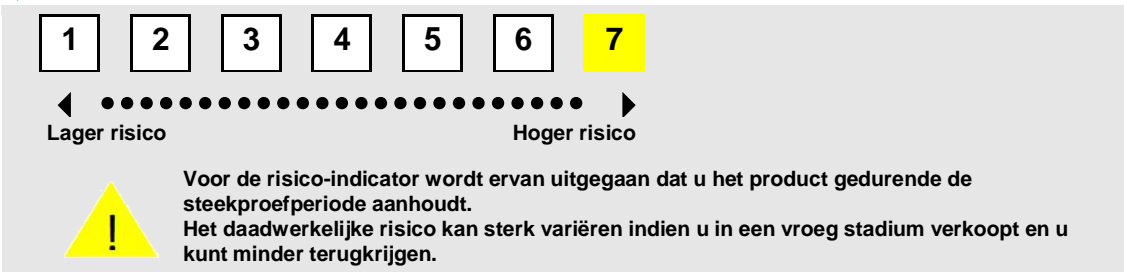 1 2 3 4 5 6 7
Lager risico Hoger risico
!
Voor de risico-indicator wordt ervan uitgegaan dat u het product gedurende de
steekproefperiode aanhoudt.
Het daadwerkelijke risico kan sterk variëren indien u in een vroeg stadium verkoopt en u
kunt minder terugkrijgen.